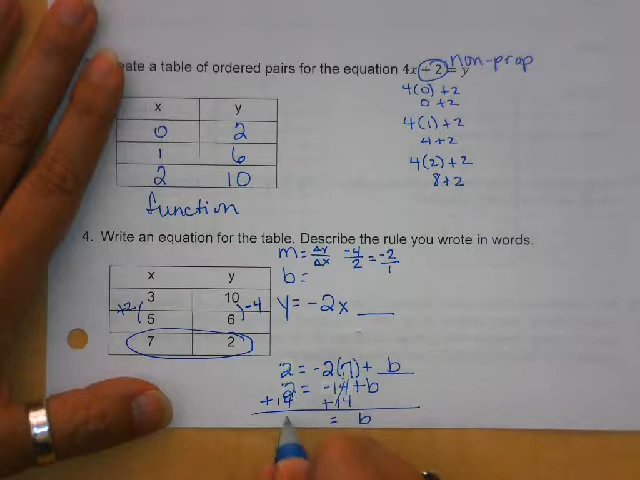 eate a table of ordered pairs for the equation 4x + 2 = y non-prop
4(0) +2
0 +2
4(1) +2
4+2
4(2) +2
8+2
x y
0 2
1 6
2 10
function
4. Write an equation for the table. Describe the rule you wrote in words.
x y
3 10
5 6
7 2
+2 -4
m = Δy/Δx -4/2 = -2/1
b =
y = -2x ___
2 = -2(7) + b
2 = -14 + b
+14 +14
= b